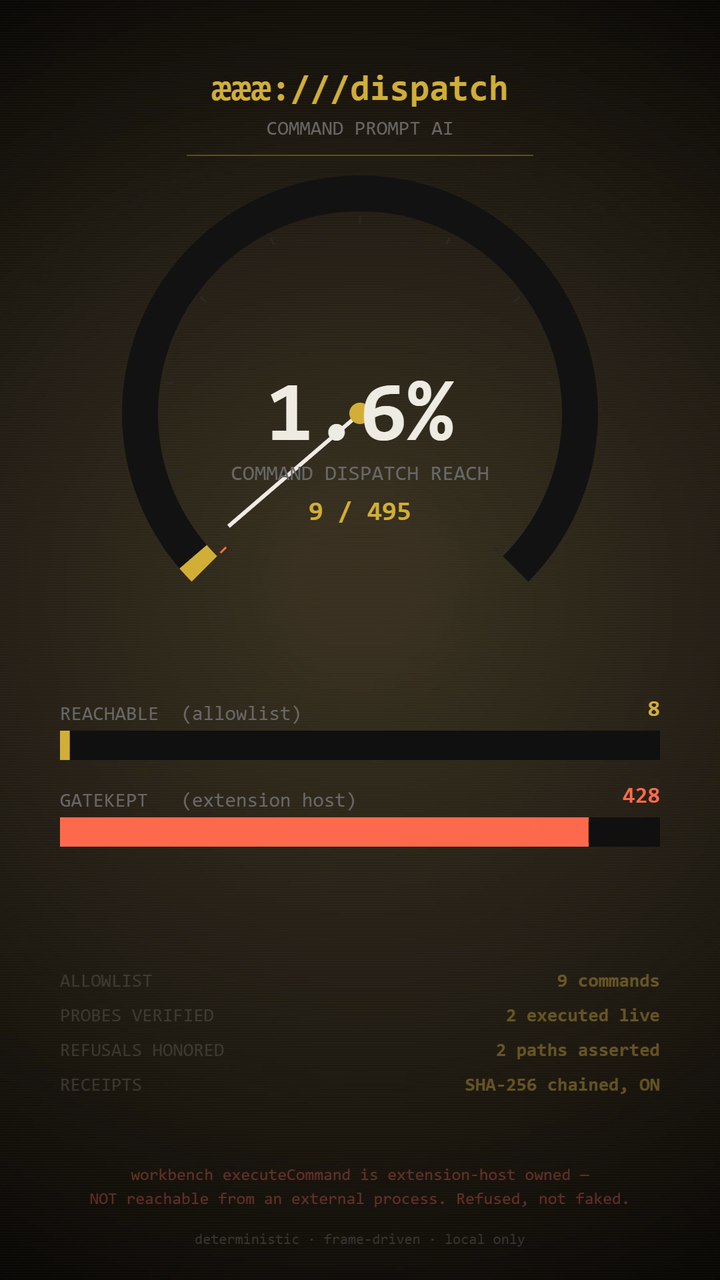 æææ:///dispatch
COMMAND PROMPT AI
1.6%
COMMAND DISPATCH REACH
9 / 495
REACHABLE (allowlist) 8
GATEKEPT (extension host) 428
ALLOWLIST 9 commands
PROBES VERIFIED 2 executed live
REFUSALS HONORED 2 paths asserted
RECEIPTS SHA-256 chained, ON
workbench executeCommand is extension-host owned —
NOT reachable from an external process. Refused, not faked.
deterministic · frame-driven · local only